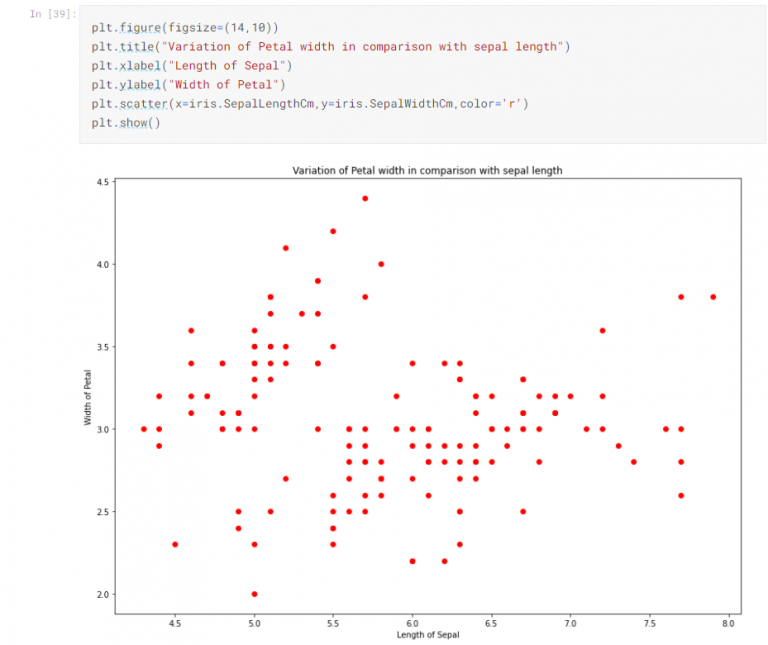 In [39]:
plt.figure(figsize=(14,10))
plt.title("Variation of Petal width in comparison with sepal length")
plt.xlabel("Length of Sepal")
plt.ylabel("Width of Petal")
plt.scatter(x=iris.SepalLengthCm,y=iris.SepalWidthCm,color='r')
plt.show()
Variation of Petal width in comparison with sepal length
4.5
4.0
3.5
3.0
2.5
2.0
Width of Petal
4.5 5.0 5.5 6.0 6.5 7.0 7.5 8.0
Length of Sepal